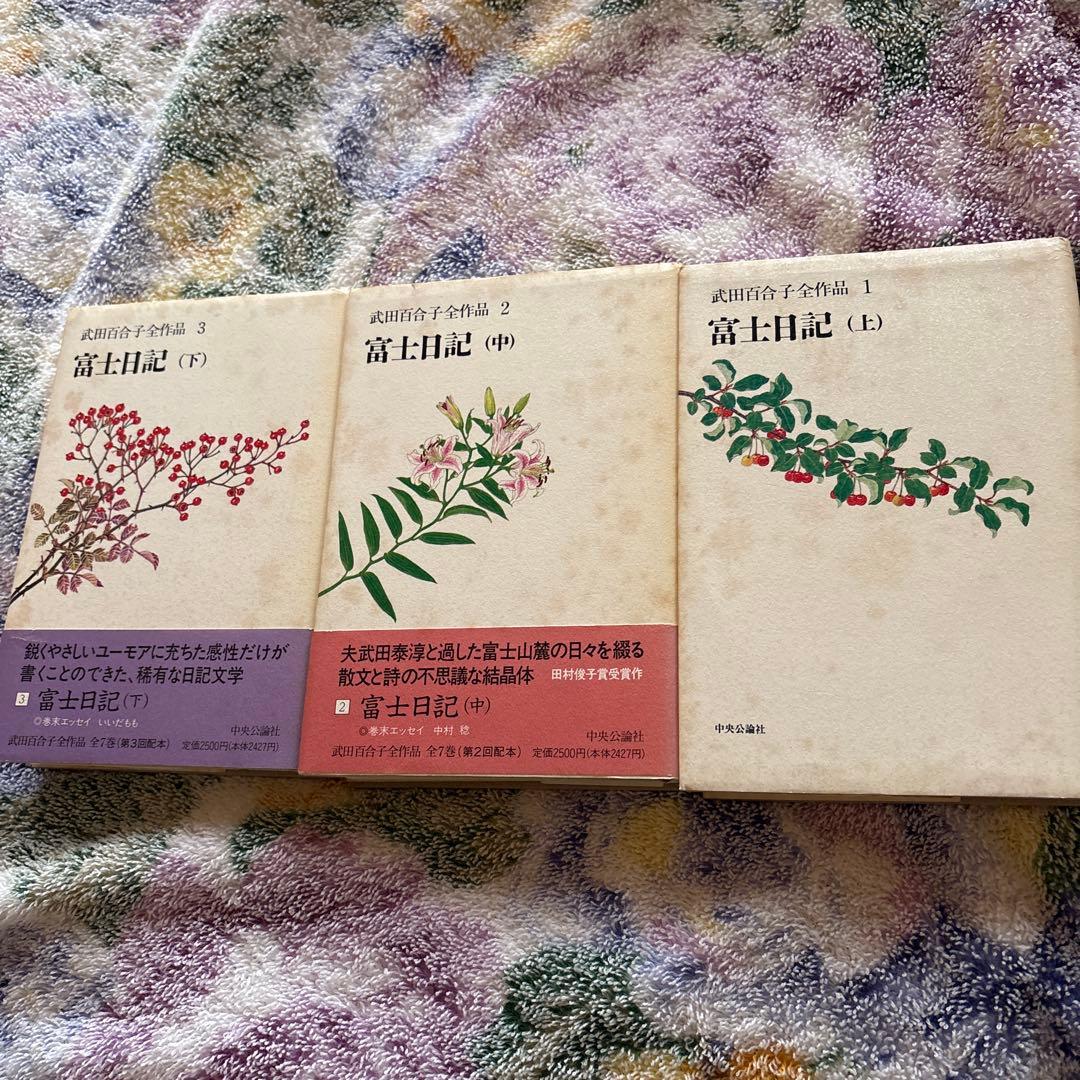 武田百合子全作品 3
富士日記(下)
鋭くやさしいユーモアに充ちた感性だけが
書くことのできた、稀有な日記文学
3 富士日記(下)
◎巻末エッセイ いいだもも
中央公論社
武田百合子全作品 全7巻(第3回配本) 定価2500円(本体2427円)
武田百合子全作品 2
富士日記(中)
夫武田泰淳と過した富士山麓の日々を綴る
散文と詩の不思議な結晶体 田村俊子賞受賞作
2 富士日記(中)
◎巻末エッセイ 中村 稔
中央公論社
武田百合子全作品 全7巻(第2回配本) 定価2500円(本体2427円)
武田百合子全作品 1
富士日記(上)
中央公論社